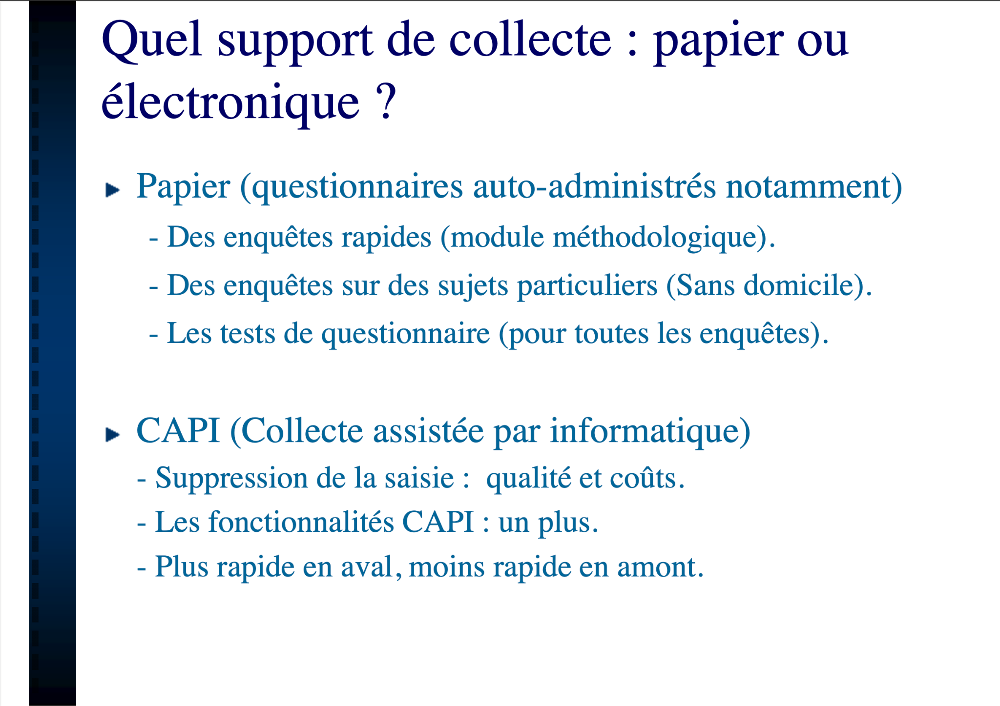 Quel support de collecte : papier ou
électronique ?
Papier (questionnaires auto-administrés notamment)
- Des enquêtes rapides (module méthodologique).
- Des enquêtes sur des sujets particuliers (Sans domicile).
- Les tests de questionnaire (pour toutes les enquêtes).
CAPI (Collecte assistée par informatique)
- Suppression de la saisie :  qualité et coûts.
- Les fonctionnalités CAPI : un plus.
- Plus rapide en aval, moins rapide en amont.